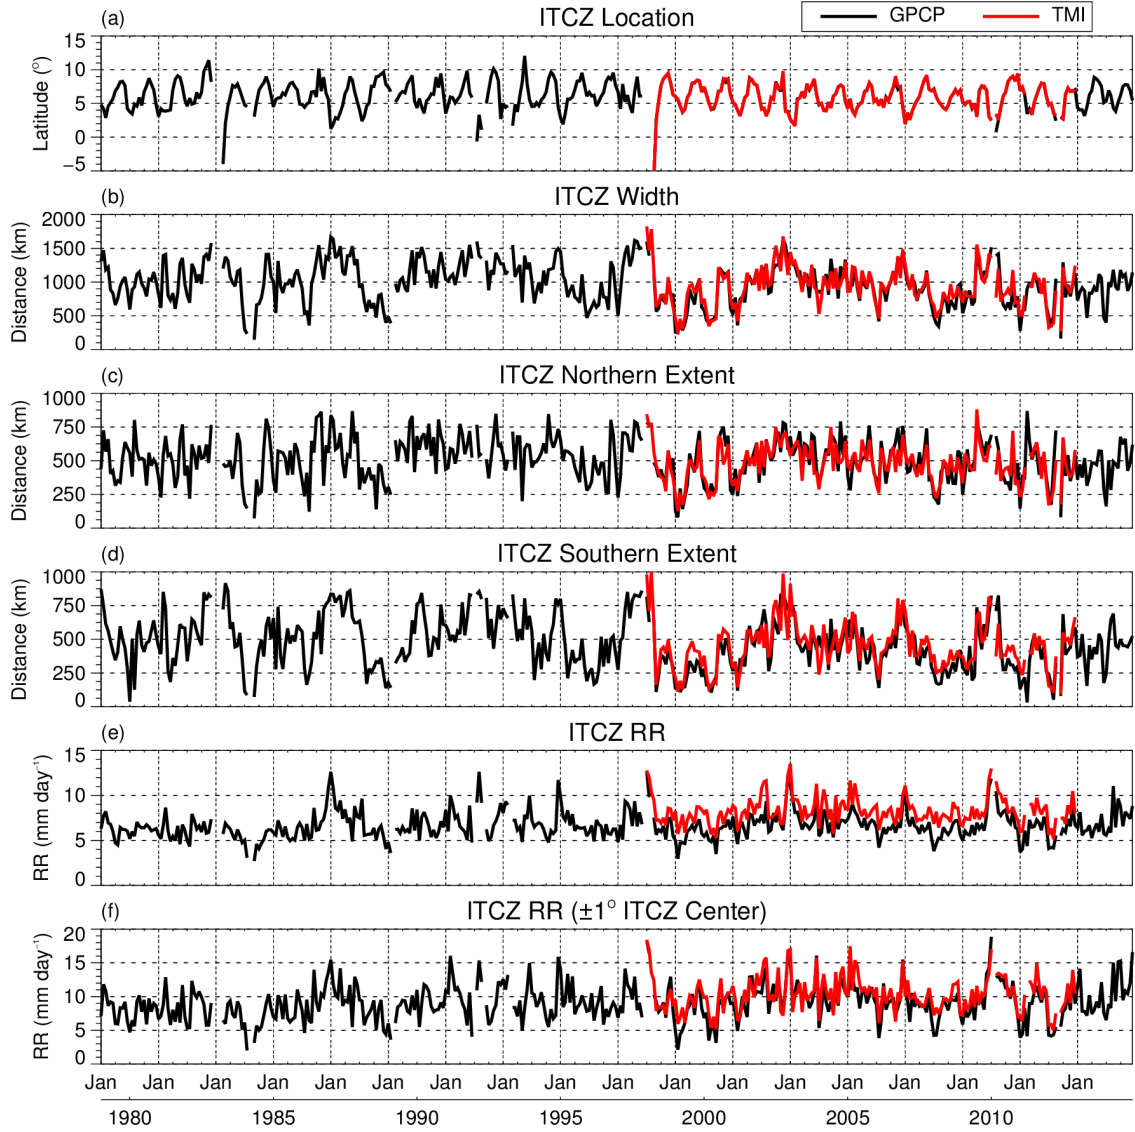 (a) ITCZ Location GPCP TMI
15
10
5
0
−5
Latitude (°)
(b) ITCZ Width
2000
1500
1000
500
0
Distance (km)
(c) ITCZ Northern Extent
1000
750
500
250
0
Distance (km)
(d) ITCZ Southern Extent
1000
750
500
250
0
Distance (km)
(e) ITCZ RR
15
10
5
0
RR (mm day⁻¹)
(f) ITCZ RR (±1° ITCZ Center)
20
15
10
5
0
RR (mm day⁻¹)
Jan Jan Jan Jan Jan Jan Jan Jan Jan Jan Jan Jan Jan Jan Jan Jan Jan Jan
1980 1985 1990 1995 2000 2005 2010